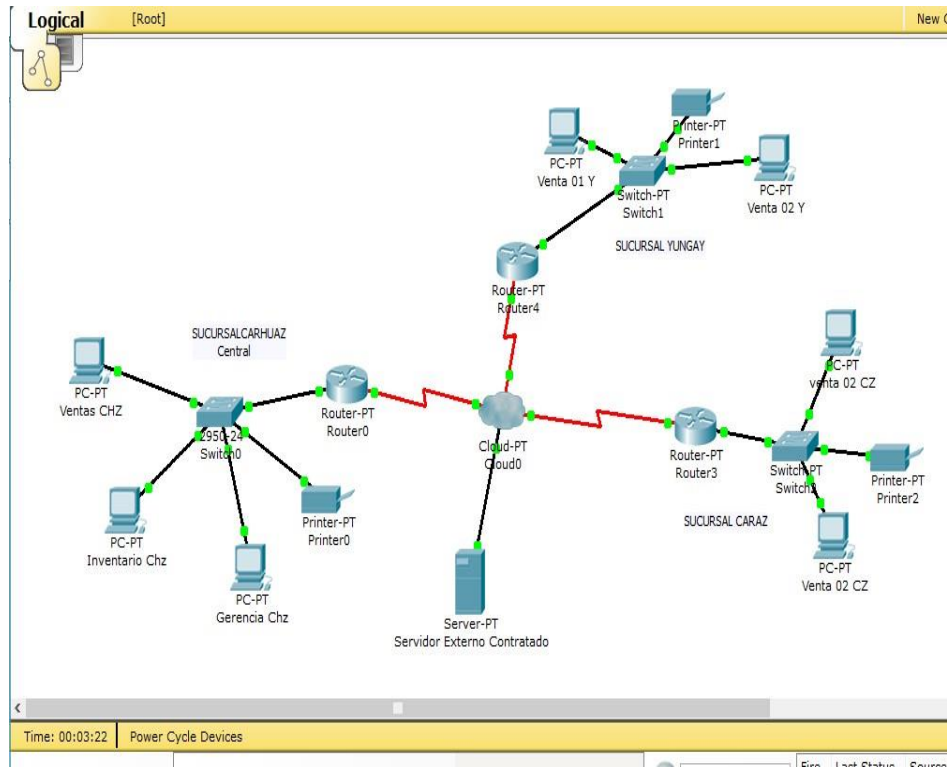 Logical
[Root]
New
Printer-PT
Printer1
PC-PT
Venta 01 Y
PC-PT
Venta 02 Y
Switch-PT
Switch1
SUCURSAL YUNGAY
Router-PT
Router4
SUCURSALCARHUAZ
Central
PC-PT
Ventas CHZ
Router-PT
Router0
2950-24
Switch0
PC-PT
venta 02 CZ
Cloud-PT
Cloud0
Router-PT
Router3
Switch-PT
Printer-PT
Printer2
SUCURSAL CARAZ
PC-PT
Venta 02 CZ
Printer-PT
Printer0
PC-PT
Inventario Chz
PC-PT
Gerencia Chz
Server-PT
Servidor Externo Contratado
Time: 00:03:22
Power Cycle Devices
Fire
Last Status
Source